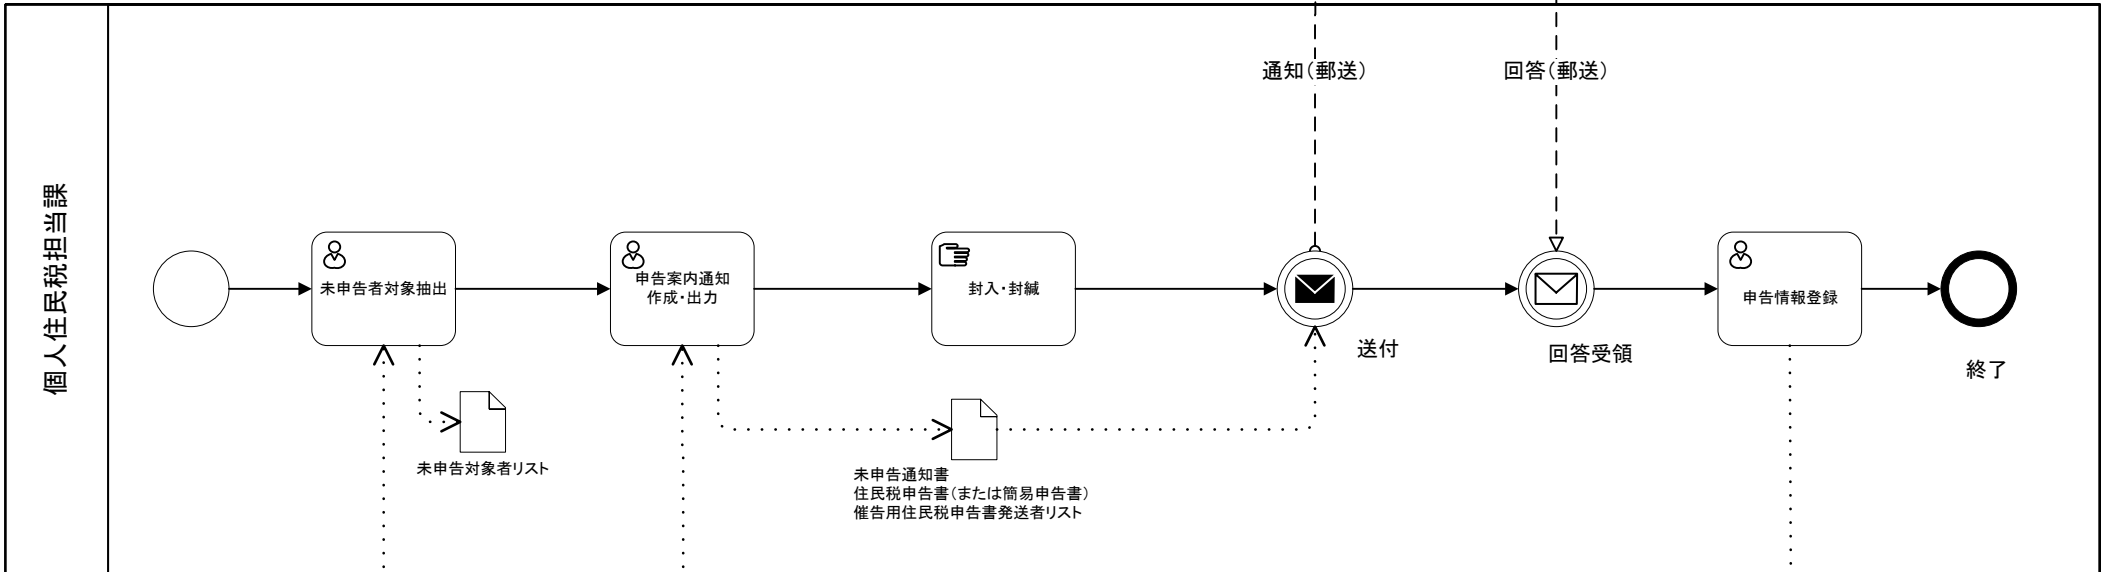 個人住民税担当課
通知(郵送)
回答(郵送)
未申告者対象抽出
申告案内通知
作成・出力
封入・封緘
送付
回答受領
申告情報登録
終了
未申告対象者リスト
未申告通知書
住民税申告書(または簡易申告書)
催告用住民税申告書発送者リスト